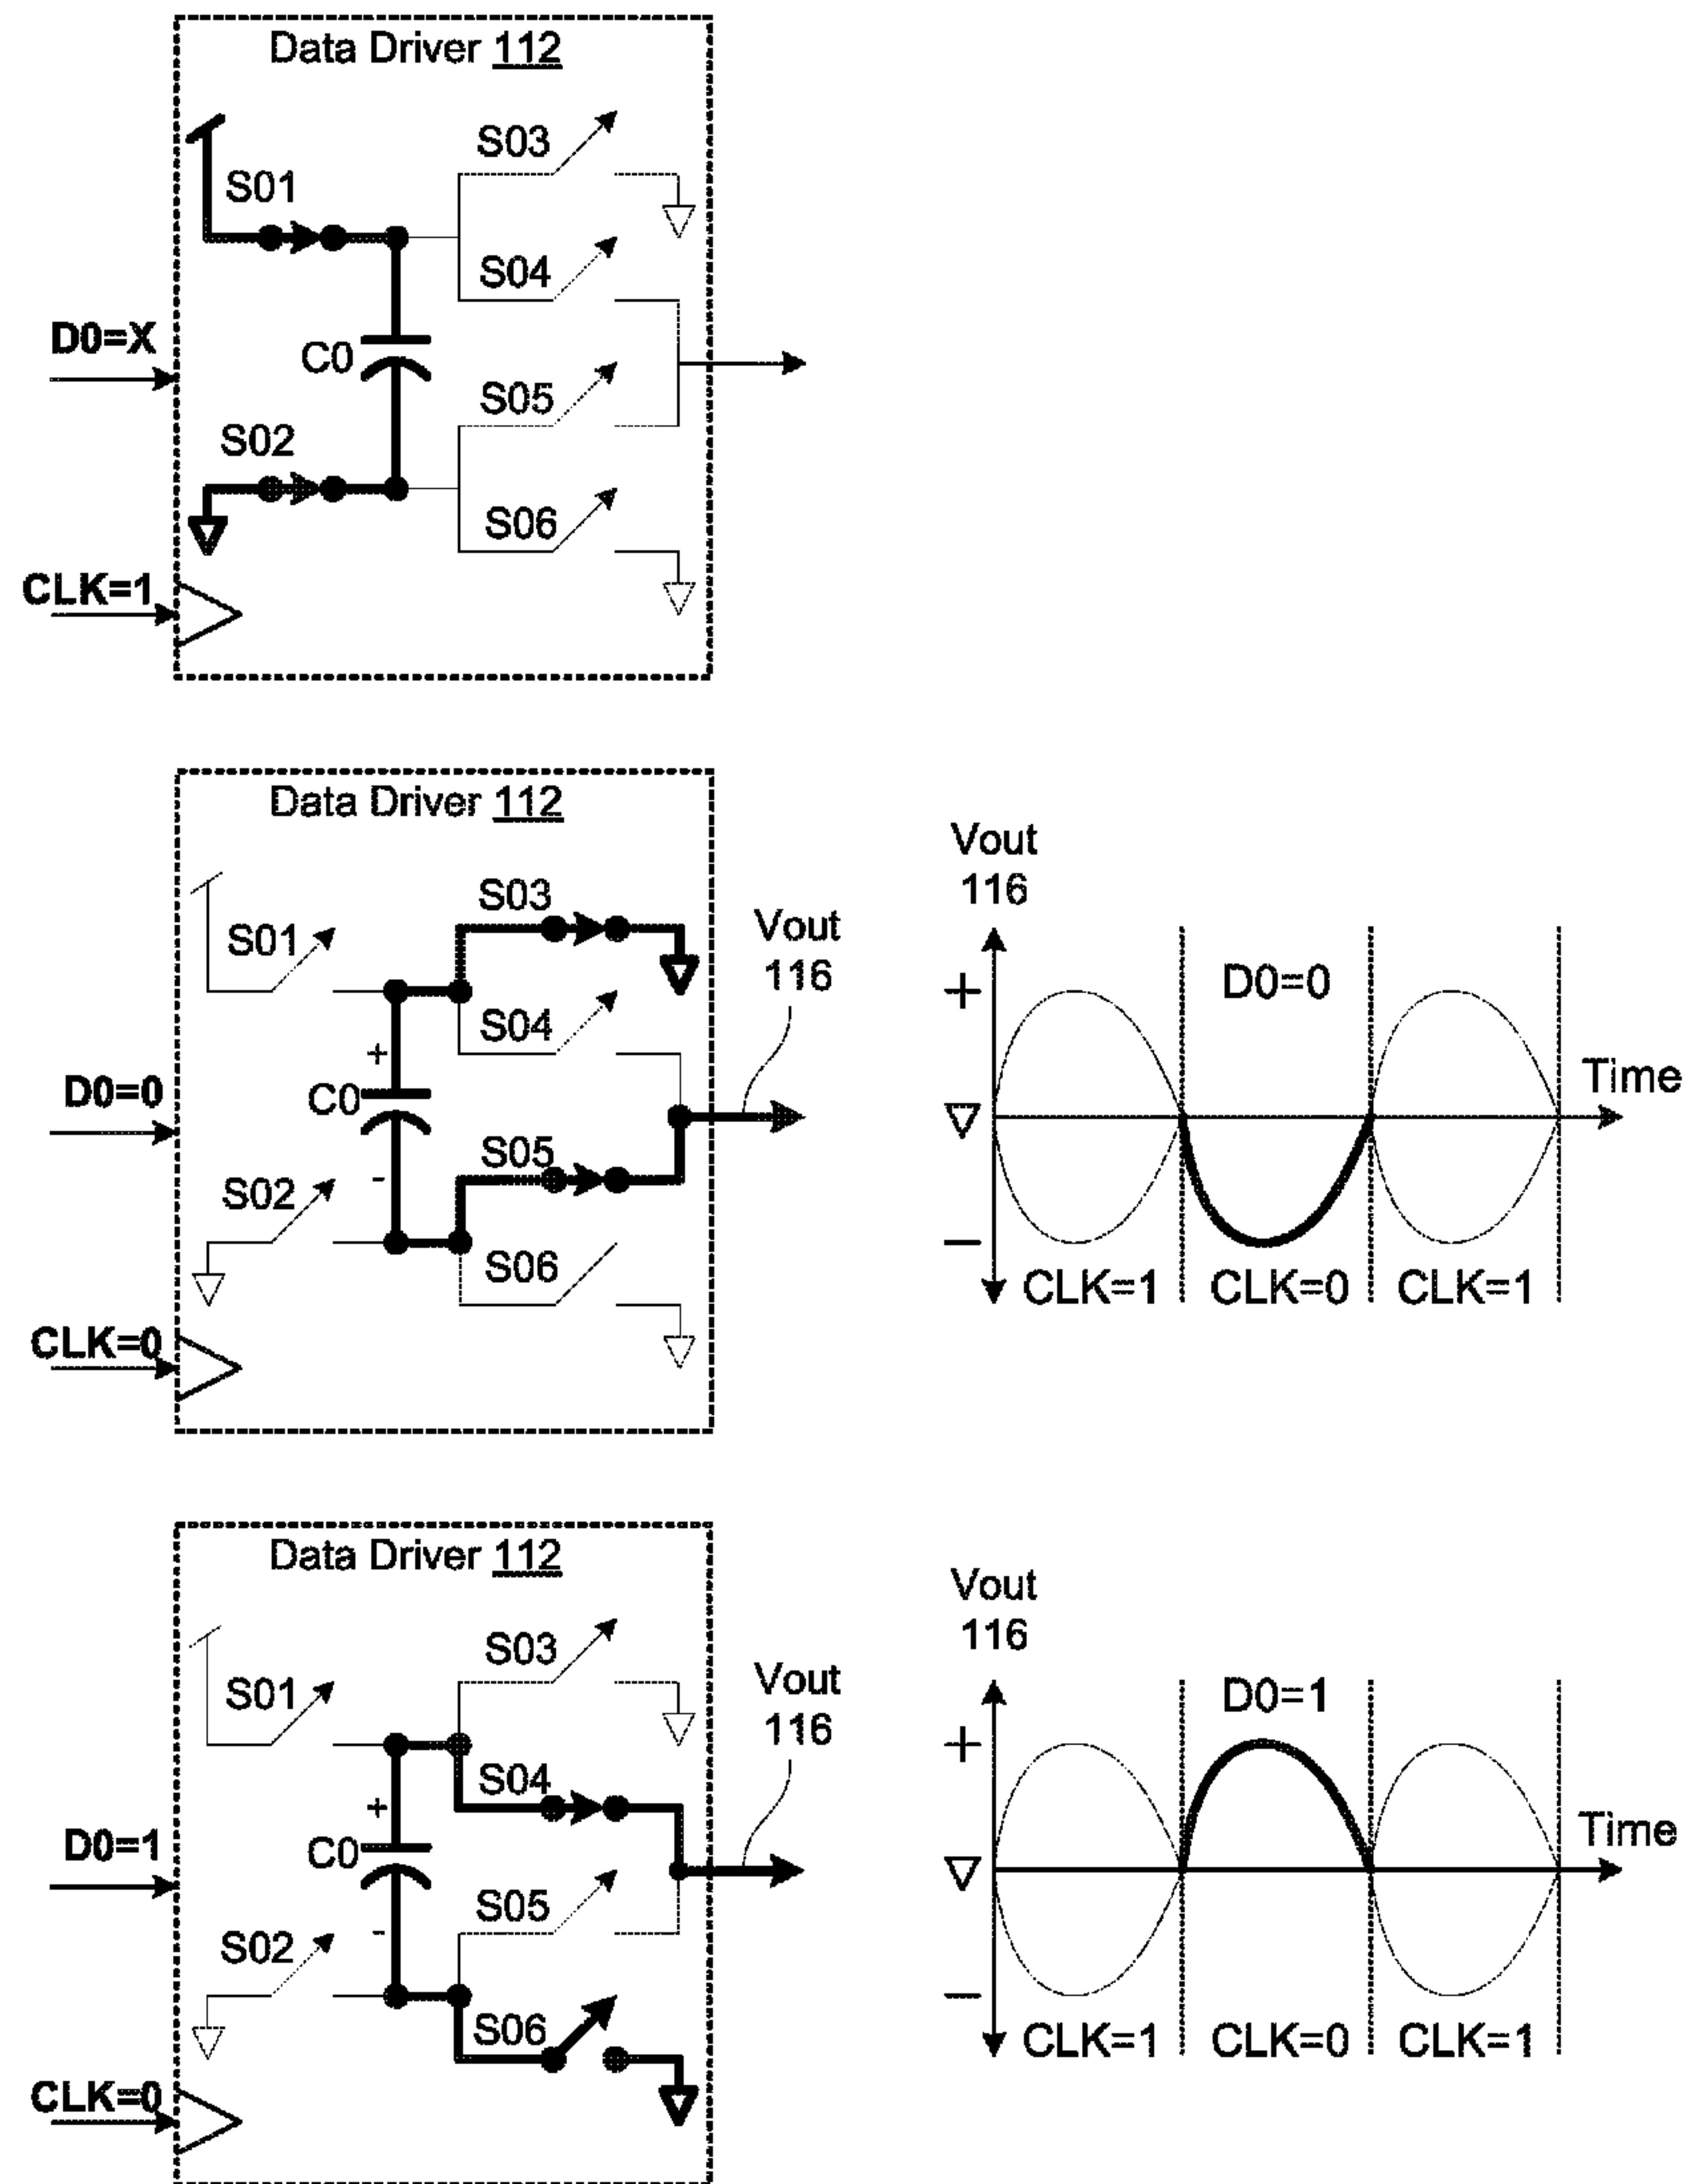 Data Driver 112
S03
S01
S04
D0=X
C0
S05
S02
S06
CLK=1
Data Driver 112
S03
S01
Vout
116
S04
+
D0=0
C0
-
S05
S02
S06
CLK=0
Vout
116
+
D0=0
Time
−
CLK=1
CLK=0
CLK=1
Data Driver 112
S03
S01
Vout
116
S04
+
D0=1
C0
-
S05
S02
S06
CLK=0
Vout
116
D0=1
+
Time
−
CLK=1
CLK=0
CLK=1